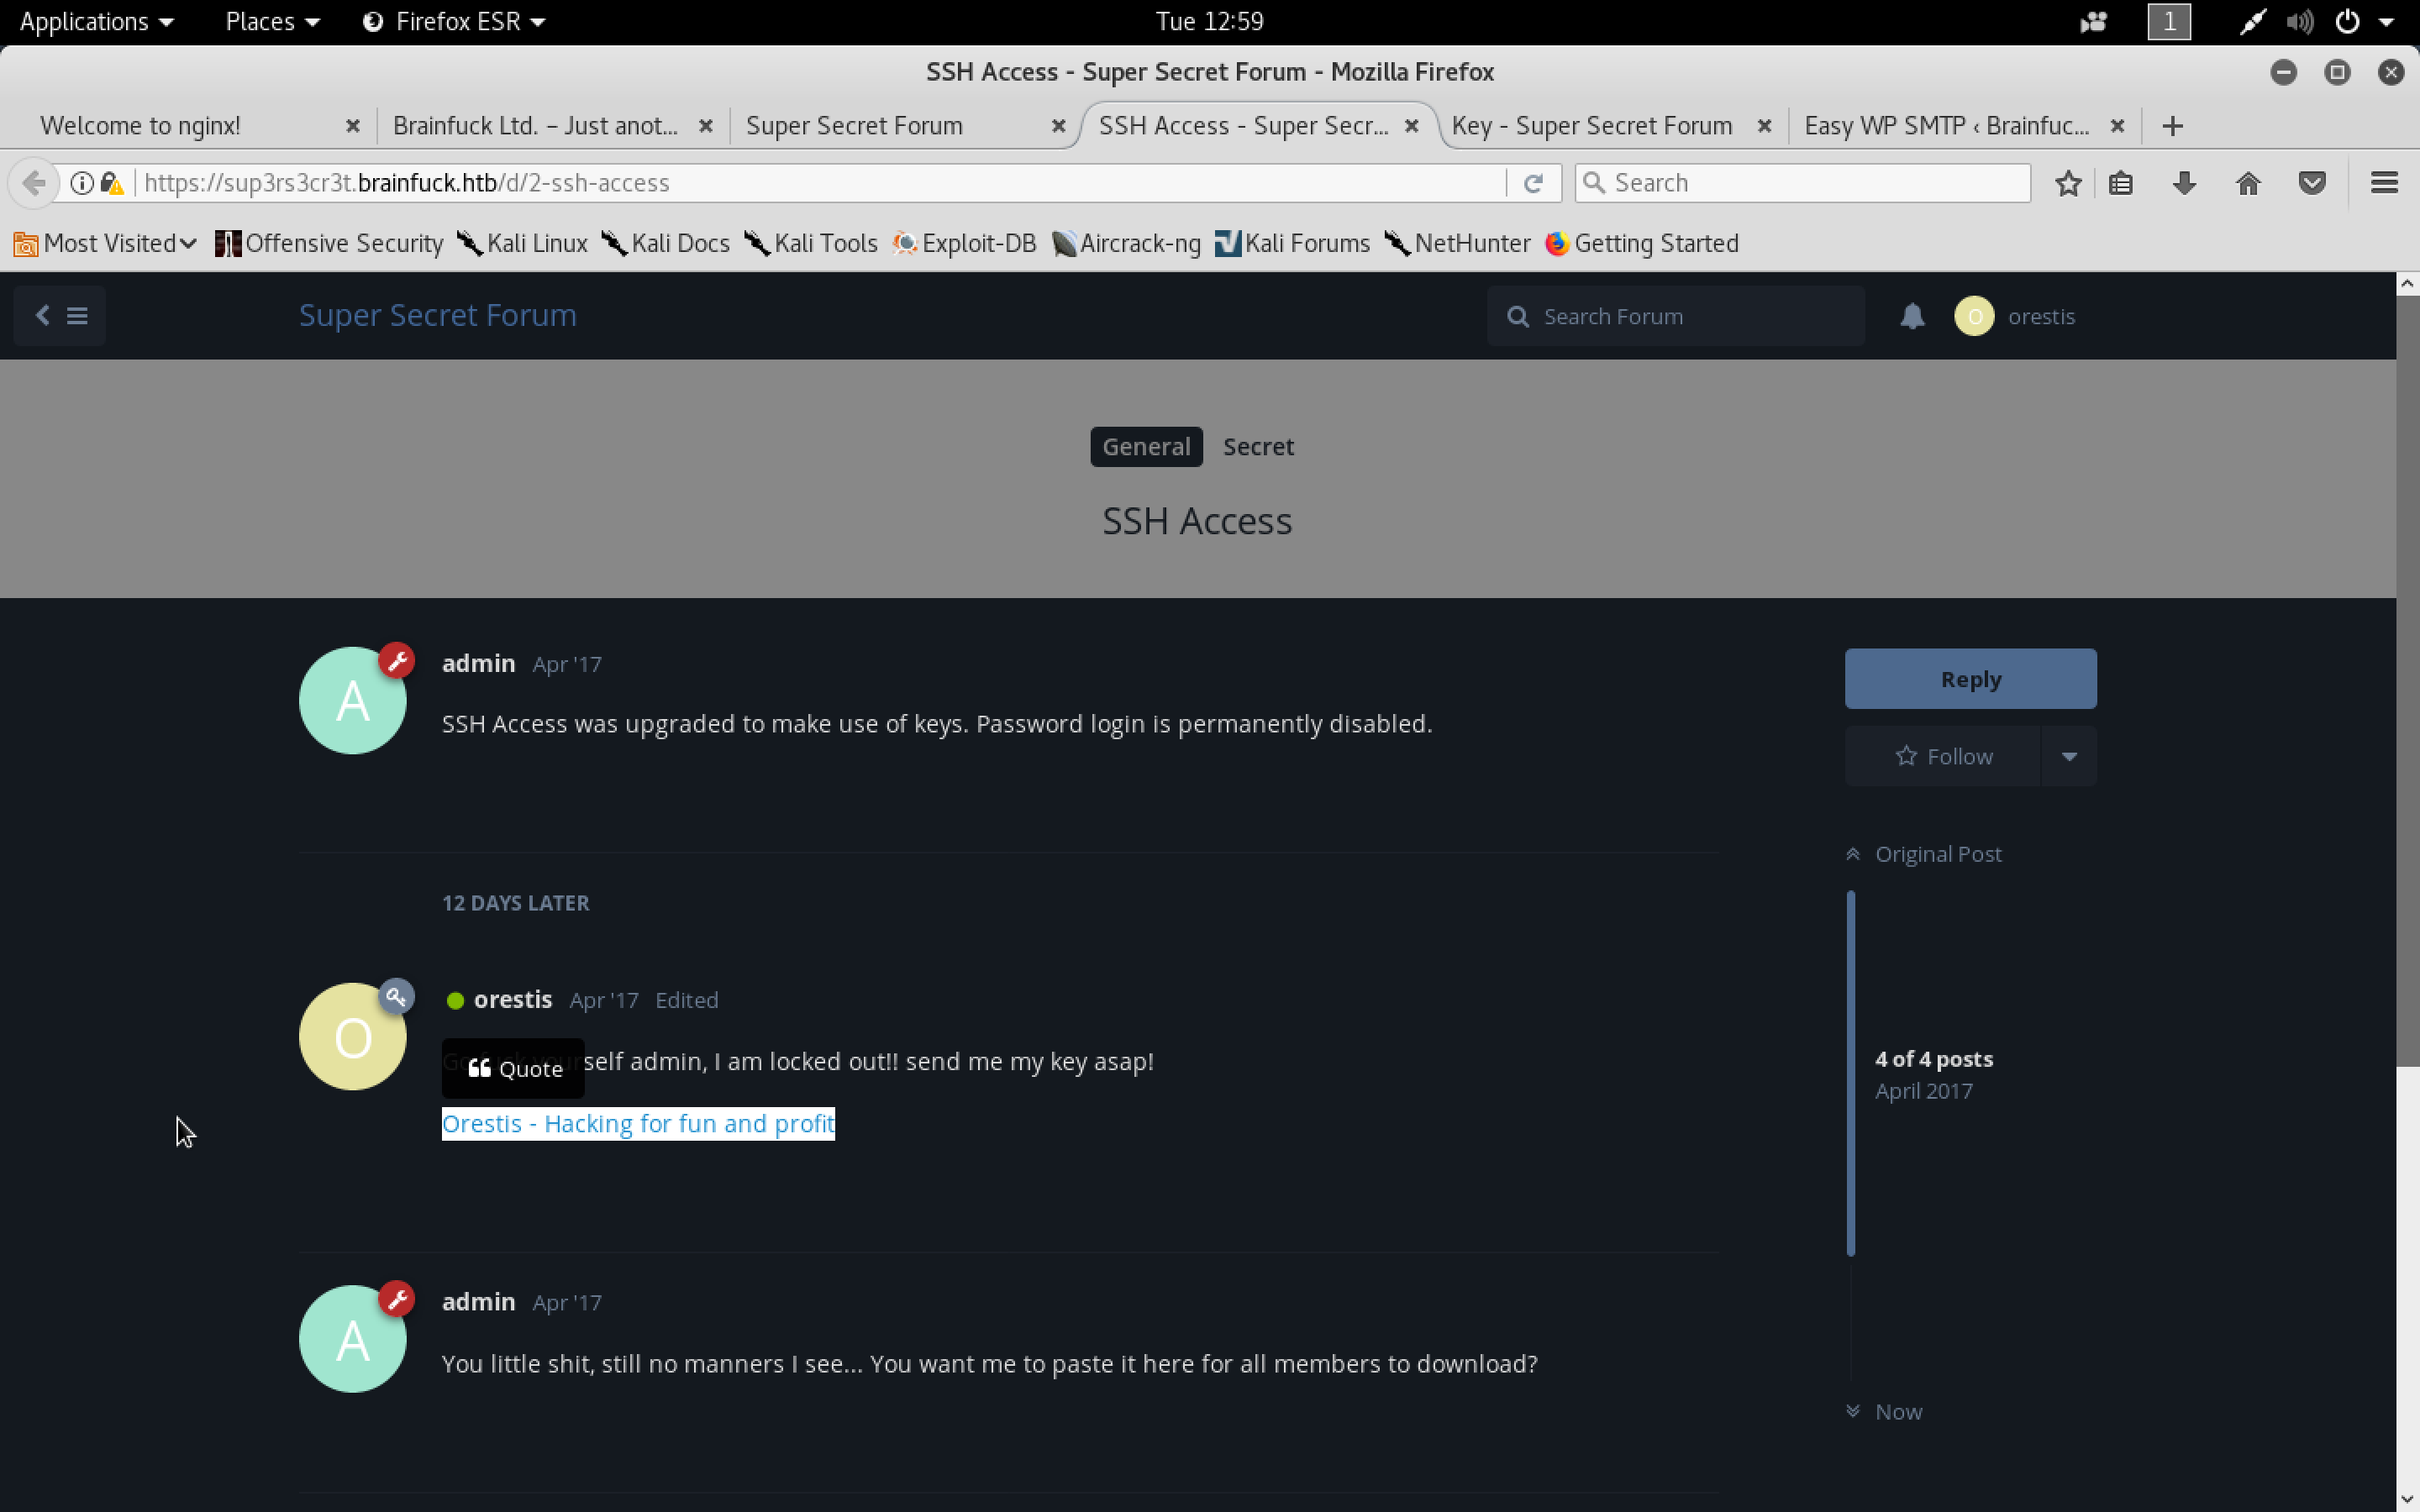 Applications Places Firefox ESR Tue 12:59 1
SSH Access - Super Secret Forum - Mozilla Firefox
Welcome to nginx! Brainfuck Ltd. – Just anot... Super Secret Forum SSH Access - Super Secr... Key - Super Secret Forum Easy WP SMTP ‹ Brainfuc...
https://sup3rs3cr3t.brainfuck.htb/d/2-ssh-access Search
Most Visited Offensive Security Kali Linux Kali Docs Kali Tools Exploit-DB Aircrack-ng Kali Forums NetHunter Getting Started
Super Secret Forum Search Forum O orestis
General Secret
SSH Access
A admin Apr '17
SSH Access was upgraded to make use of keys. Password login is permanently disabled.
Reply
Follow
Original Post
12 DAYS LATER
O orestis Apr '17 Edited
Go fuck yourself admin, I am locked out!! send me my key asap!
Quote
Orestis - Hacking for fun and profit
4 of 4 posts
April 2017
A admin Apr '17
You little shit, still no manners I see... You want me to paste it here for all members to download?
Now